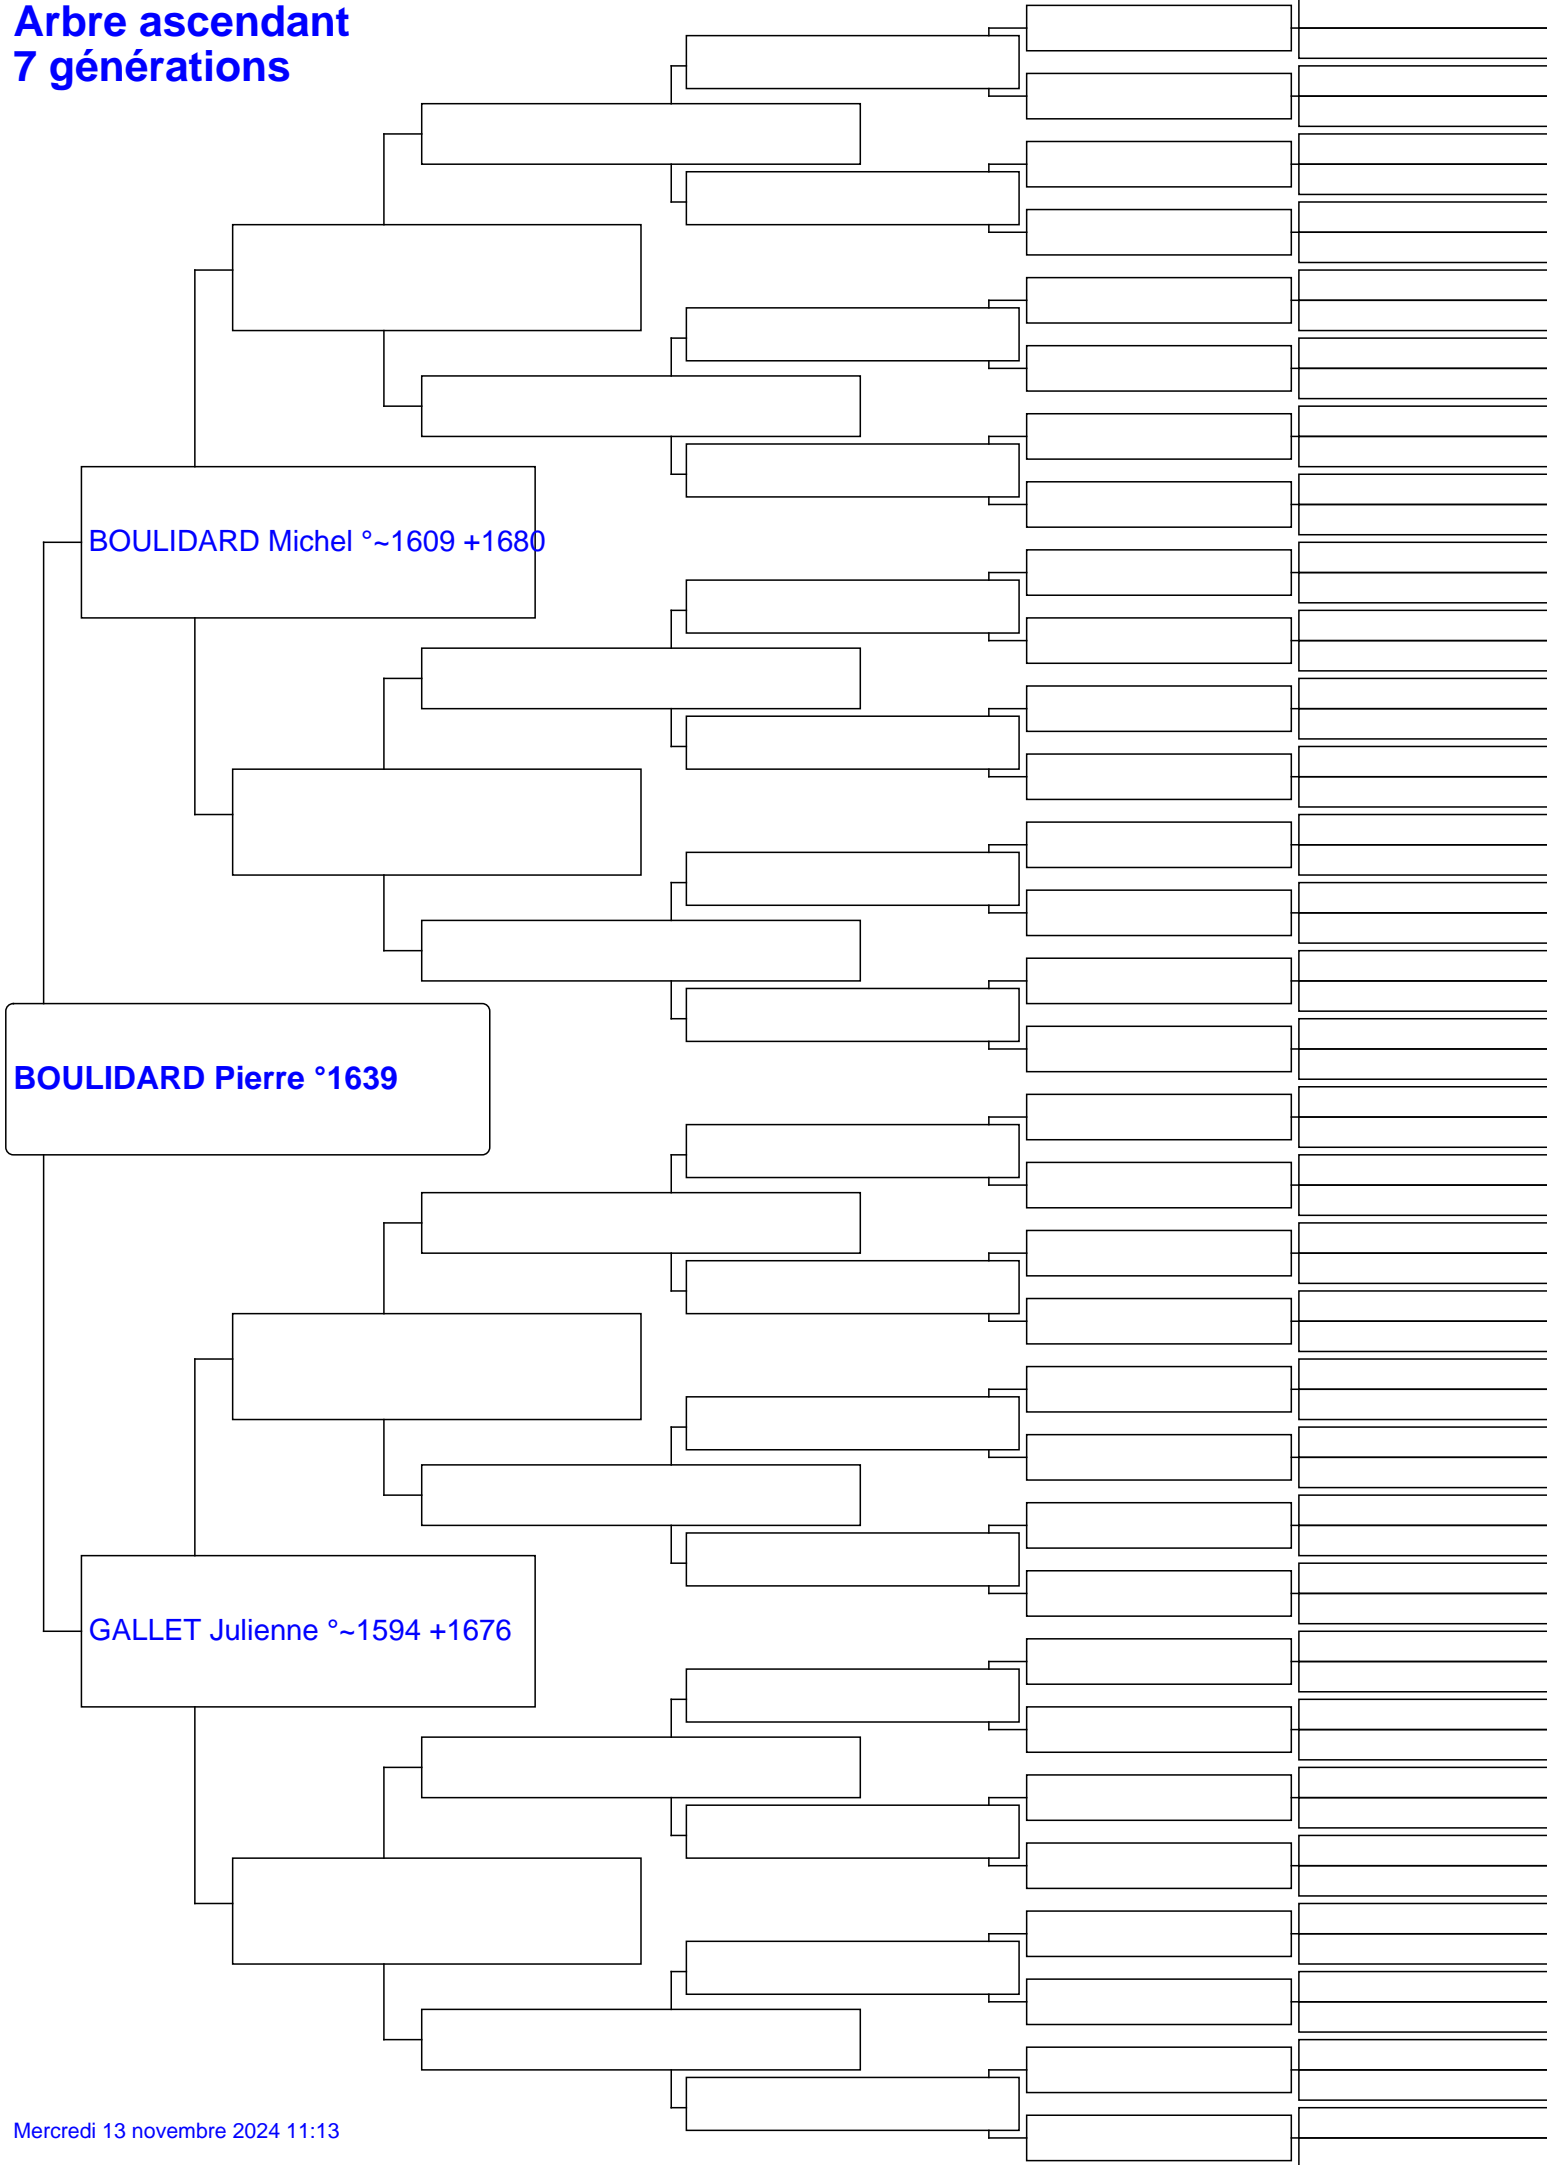 Arbre ascendant
7 générations
BOULIDARD Michel °~1609 +1680
BOULIDARD Pierre °1639
GALLET Julienne °~1594 +1676
Mercredi 13 novembre 2024 11:13